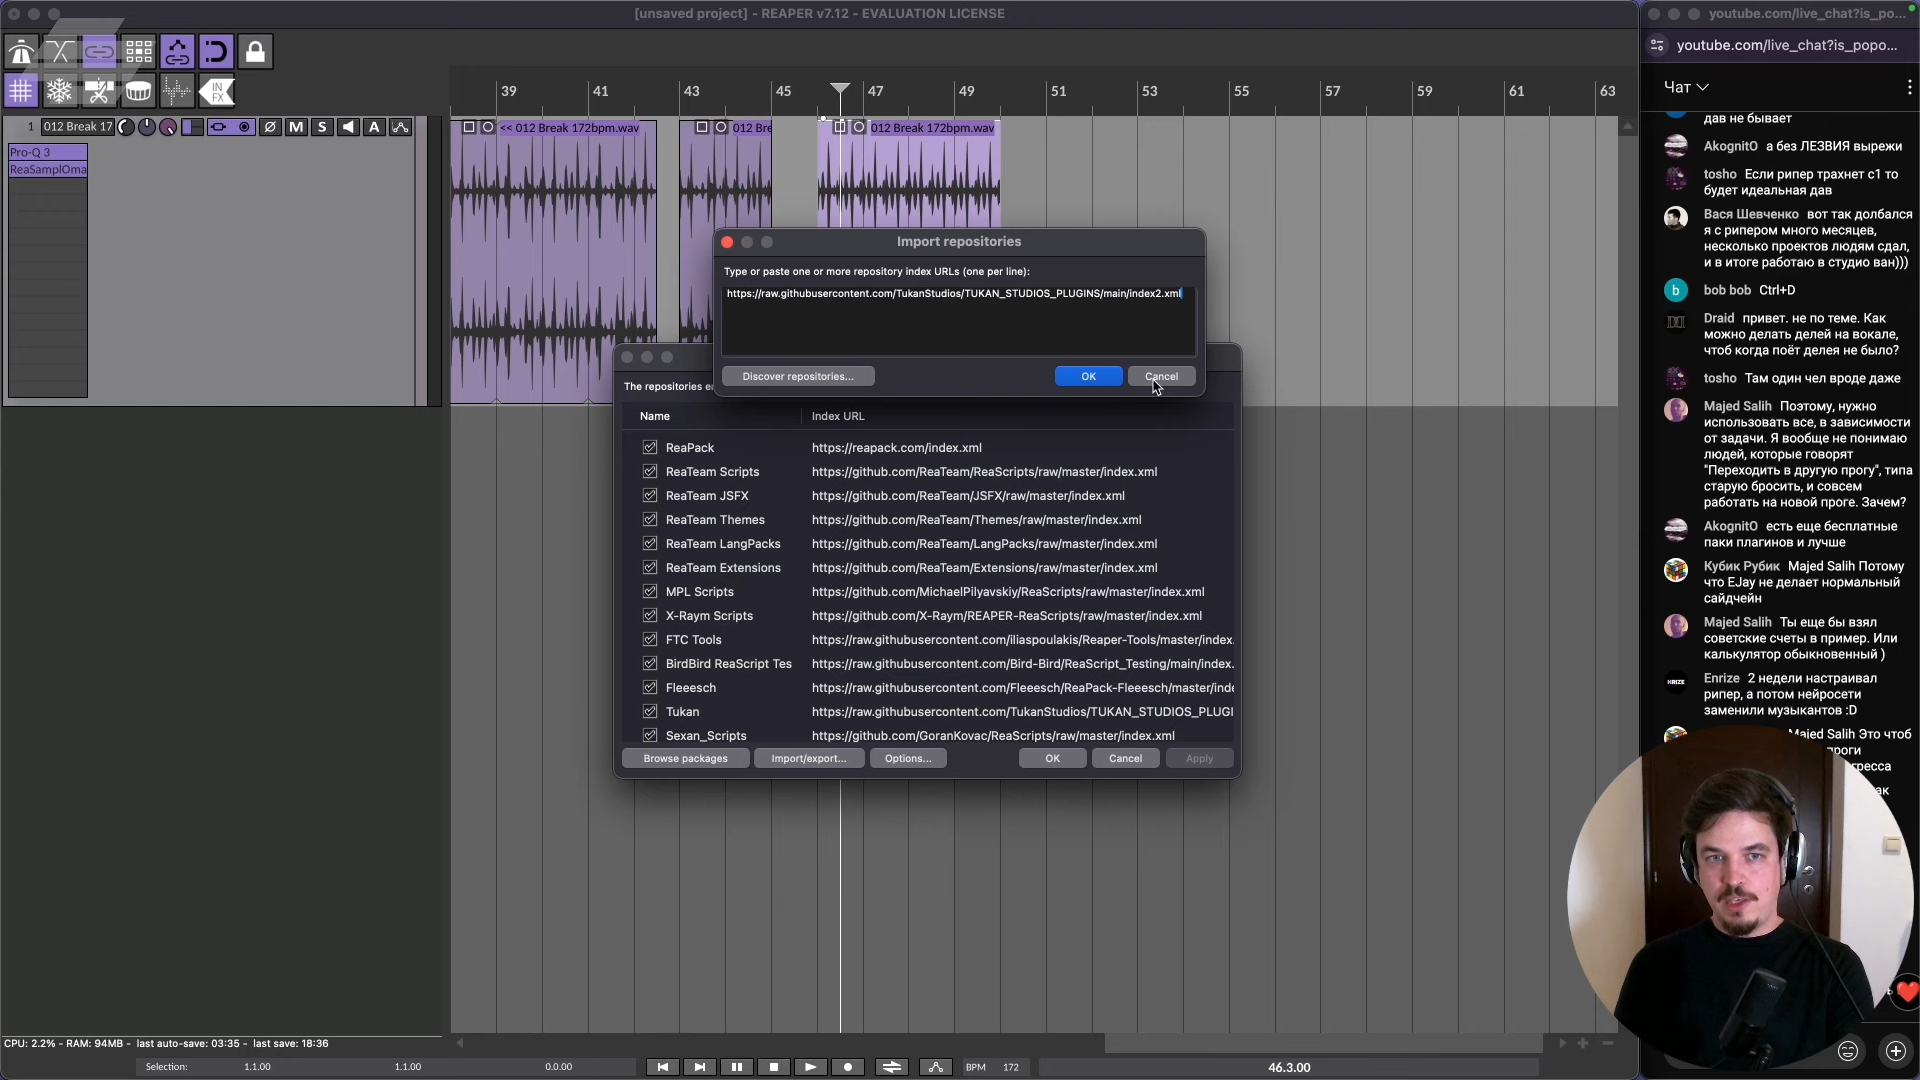 [unsaved project] - REAPER v7.12 - EVALUATION LICENSE
IN
FX
39
41
43
45
47
49
51
53
55
57
59
61
63
1
012 Break 17
M
S
A
Pro-Q 3
ReaSamplOma
<< 012 Break 172bpm.wav
012 Bre
012 Break 172bpm.wav
Import repositories
Type or paste one or more repository index URLs (one per line):
https://raw.githubusercontent.com/TukanStudios/TUKAN_STUDIOS_PLUGINS/main/index2.xml
Discover repositories...
OK
Cancel
The repositories
Name
Index URL
ReaPack
https://reapack.com/index.xml
ReaTeam Scripts
https://github.com/ReaTeam/ReaScripts/raw/master/index.xml
ReaTeam JSFX
https://github.com/ReaTeam/JSFX/raw/master/index.xml
ReaTeam Themes
https://github.com/ReaTeam/Themes/raw/master/index.xml
ReaTeam LangPacks
https://github.com/ReaTeam/LangPacks/raw/master/index.xml
ReaTeam Extensions
https://github.com/ReaTeam/Extensions/raw/master/index.xml
MPL Scripts
https://github.com/MichaelPilyavskiy/ReaScripts/raw/master/index.xml
X-Raym Scripts
https://github.com/X-Raym/REAPER-ReaScripts/raw/master/index.xml
FTC Tools
https://raw.githubusercontent.com/iliaspoulakis/Reaper-Tools/master/index.
BirdBird ReaScript Tes
https://raw.githubusercontent.com/Bird-Bird/ReaScript_Testing/main/index.
Fleeesch
https://raw.githubusercontent.com/Fleeesch/ReaPack-Fleeesch/master/inde
Tukan
https://raw.githubusercontent.com/TukanStudios/TUKAN_STUDIOS_PLUGI
Sexan_Scripts
https://github.com/GoranKovac/ReaScripts/raw/master/index.xml
Browse packages
Import/export...
Options...
OK
Cancel
Apply
CPU: 2.2% - RAM: 94MB - last auto-save: 03:35 - last save: 18:36
Selection:
1.1.00
1.1.00
0.0.00
BPM
172
46.3.00
youtube.com/live_chat?is_po...
youtube.com/live_chat?is_popo...
Чат
дав не бывает
AkognitO а без ЛЕЗВИЯ вырежи
tosho Если рипер трахнет с1 то
будет идеальная дав
Вася Шевченко вот так долбался
я с рипером много месяцев,
несколько проектов людям сдал,
и в итоге работаю в студио ван)))
b
bob bob Ctrl+D
Draid привет. не по теме. Как
можно делать делей на вокале,
чтоб когда поёт делея не было?
tosho Там один чел вроде даже
Majed Salih Поэтому, нужно
использовать все, в зависимости
от задачи. Я вообще не понимаю
людей, которые говорят
"Переходить в другую прогу", типа
старую бросить, и совсем
работать на новой проге. Зачем?
AkognitO есть еще бесплатные
паки плагинов и лучше
Кубик Рубик Majed Salih Потому
что EJay не делает нормальный
сайдчейн
Majed Salih Ты еще бы взял
советские счеты в пример. Или
калькулятор обыкновенный )
Enrize 2 недели настраивал
рипер, а потом нейросети
заменили музыкантов :D
Majed Salih Это чтоб